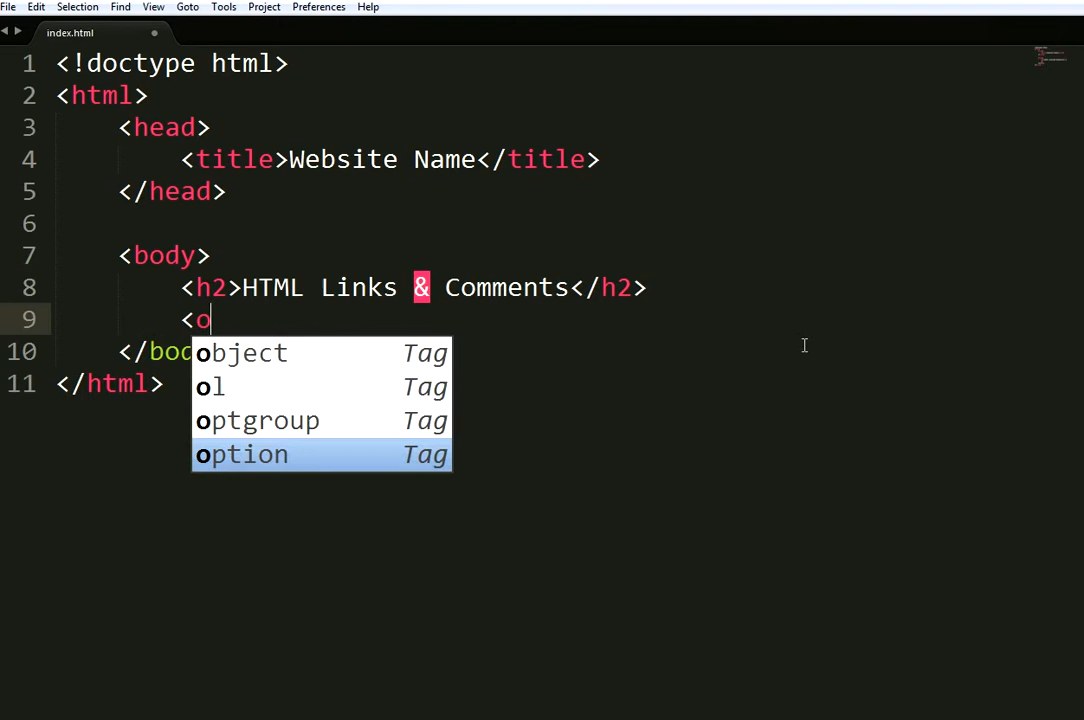 File Edit Selection Find View Goto Tools Project Preferences Help
index.html
1 <!doctype html>
2 <html>
3 <head>
4 <title>Website Name</title>
5 </head>
6
7 <body>
8 <h2>HTML Links & Comments</h2>
9 <o
10 </bod
11 </html>
object Tag
ol Tag
optgroup Tag
option Tag